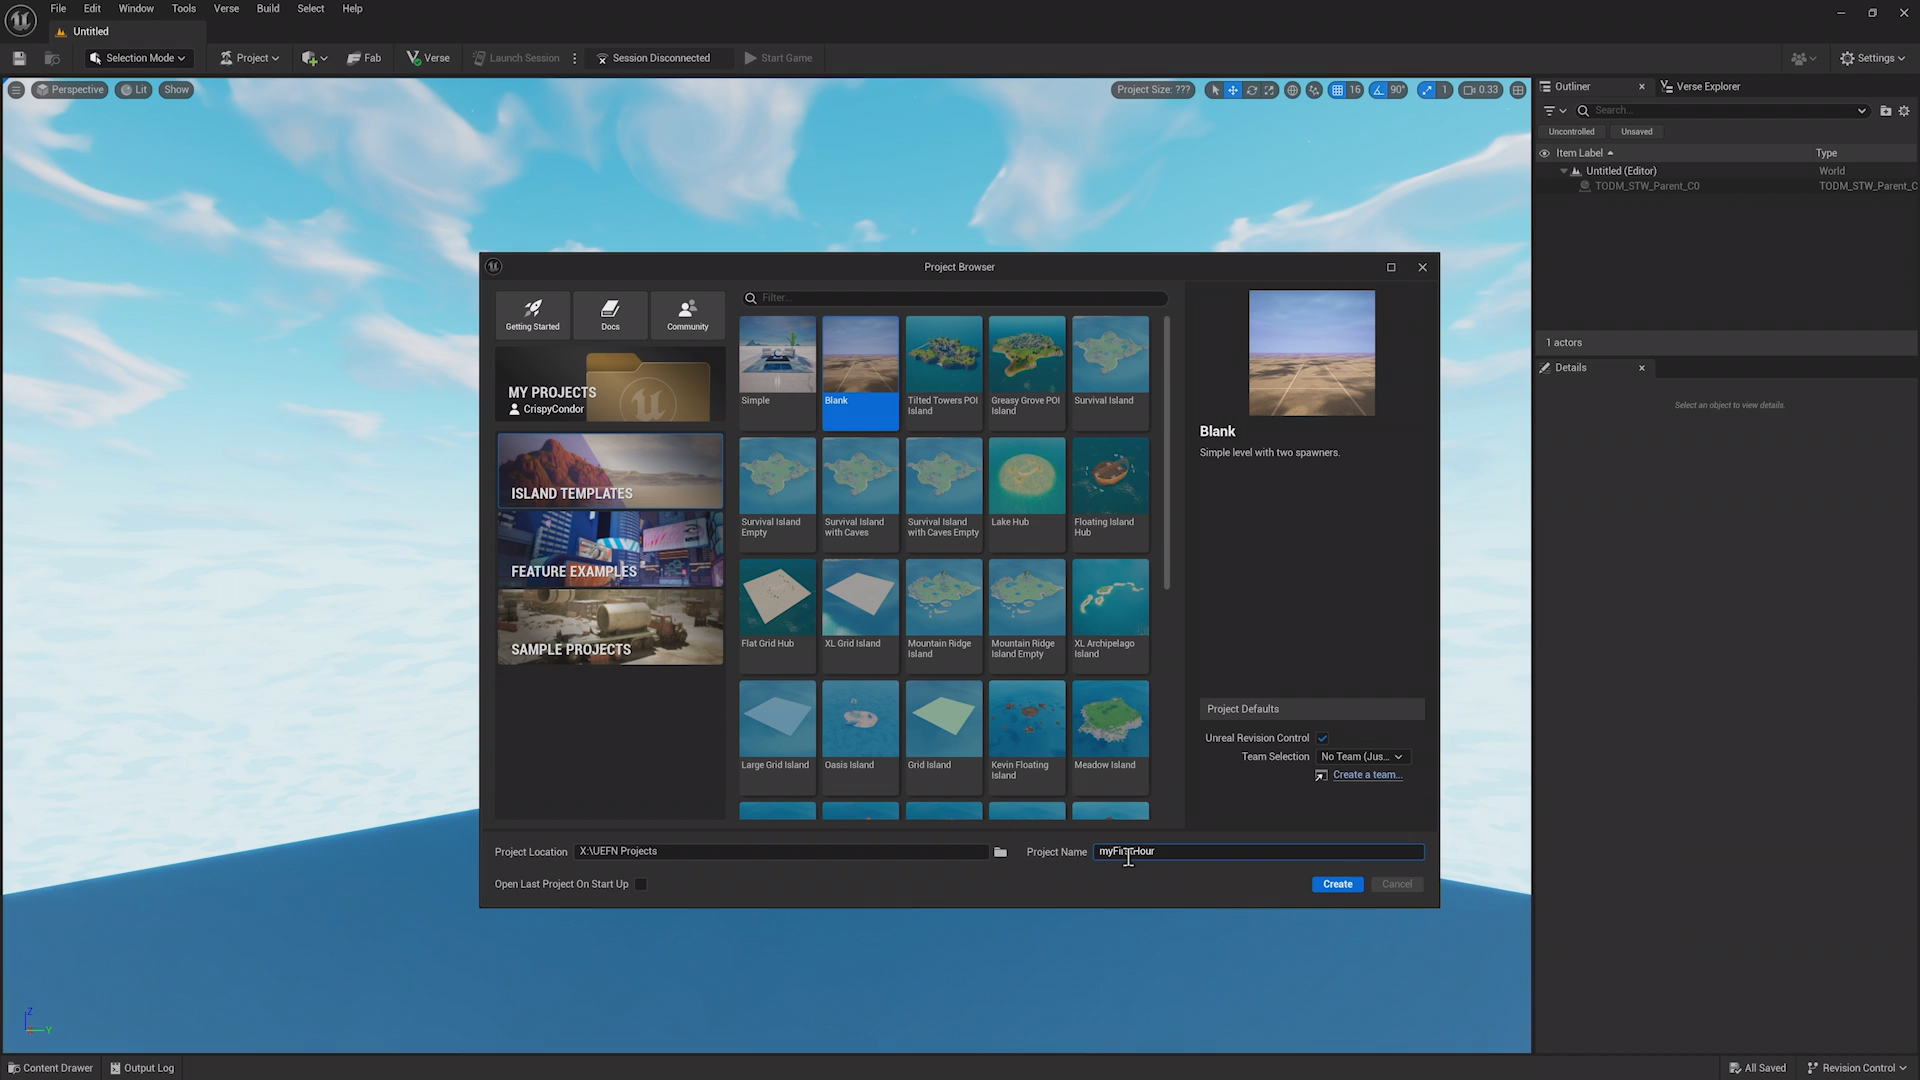 File Edit Window Tools Verse Build Select Help
Untitled
Selection Mode Project Fab Verse Launch Session Session Disconnected Start Game Settings
Perspective Lit Show Project Size: ??? 16 90° 1 0.33
Outliner Verse Explorer
Search...
Uncontrolled Unsaved
Item Label Type
Untitled (Editor) World
TODM_STW_Parent_C0 TODM_STW_Parent_C
1 actors
Details
Select an object to view details.
Project Browser
Getting Started Docs Community
MY PROJECTS
CrispyCondor
ISLAND TEMPLATES
FEATURE EXAMPLES
SAMPLE PROJECTS
Filter...
Simple
Blank
Tilted Towers POI
Island
Greasy Grove POI
Island
Survival Island
Survival Island
Empty
Survival Island
with Caves
Survival Island
with Caves Empty
Lake Hub
Floating Island
Hub
Flat Grid Hub
XL Grid Island
Mountain Ridge
Island
Mountain Ridge
Island Empty
XL Archipelago
Island
Large Grid Island
Oasis Island
Grid Island
Kevin Floating
Island
Meadow Island
Blank
Simple level with two spawners.
Project Defaults
Unreal Revision Control
Team Selection No Team (Jus...
Create a team...
Project Location X:\UEFN Projects
Project Name myFirstHour
Open Last Project On Start Up
Create Cancel
Z
Y
Content Drawer Output Log All Saved Revision Control